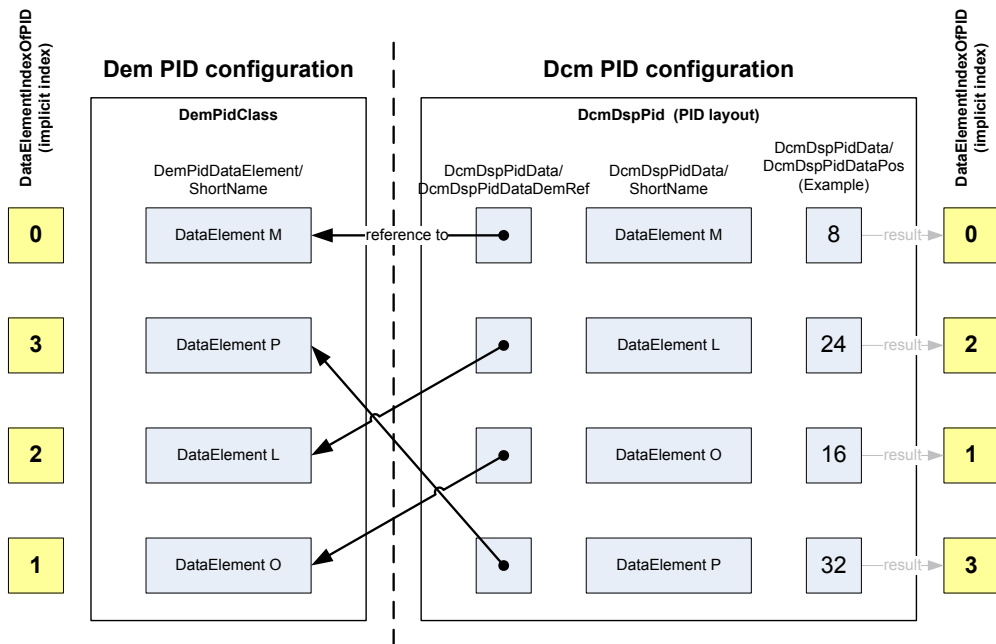 DataElementIndexOfPID
(implicit index)
Dem PID configuration
Dcm PID configuration
DataElementIndexOfPID
(implicit index)
DemPidClass
DcmDspPid (PID layout)
DemPidDataElement/
ShortName
DcmDspPidData/
DcmDspPidDataDemRef
DcmDspPidData/
ShortName
DcmDspPidData/
DcmDspPidDataPos
(Example)
0
DataElement M
reference to
DataElement M
8
result
0
3
DataElement P
DataElement L
24
result
2
2
DataElement L
DataElement O
16
result
1
1
DataElement O
DataElement P
32
result
3